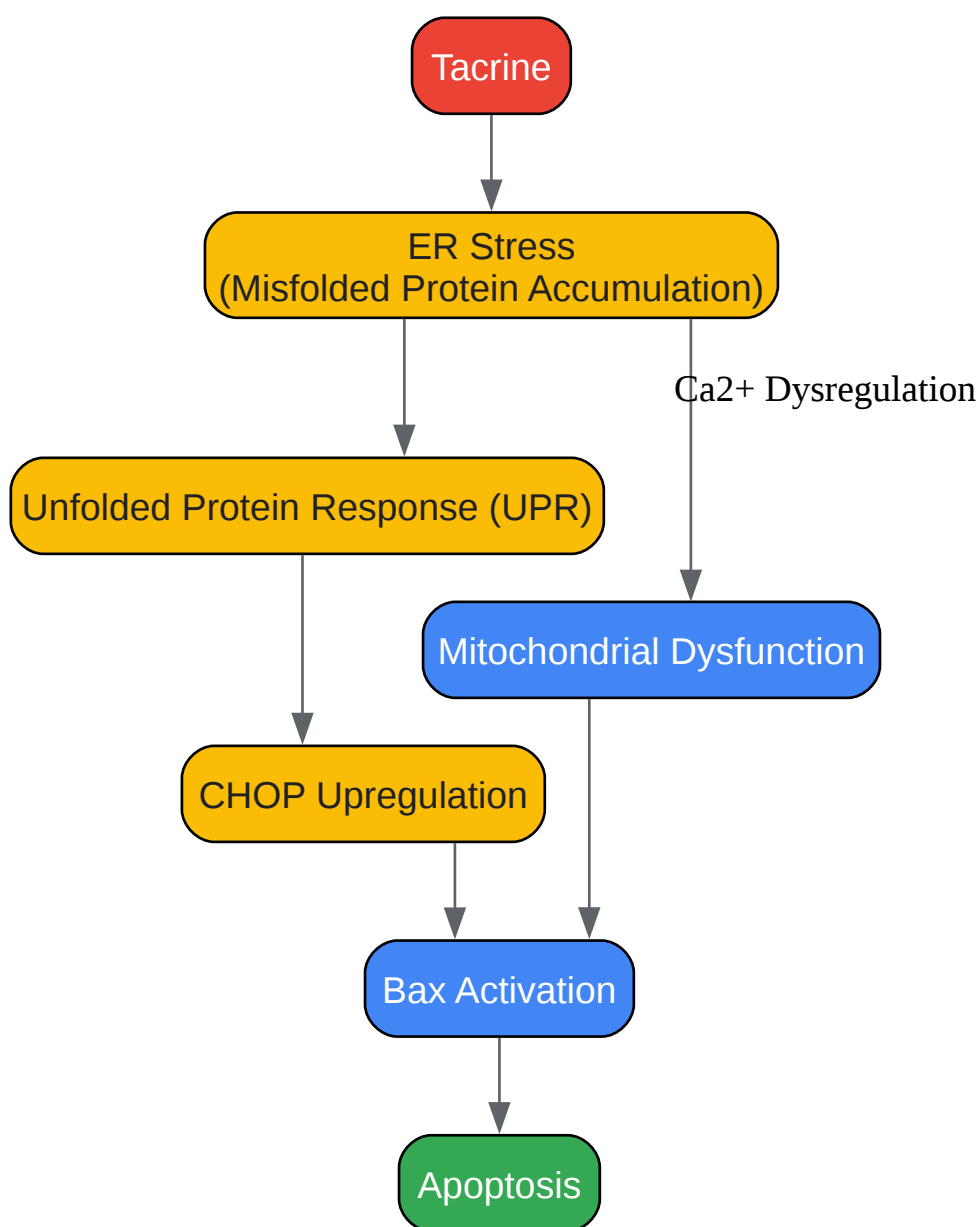 Tacrine
ER Stress
(Misfolded Protein Accumulation)
Ca2+ Dysregulation
Unfolded Protein Response (UPR)
Mitochondrial Dysfunction
CHOP Upregulation
Bax Activation
Apoptosis